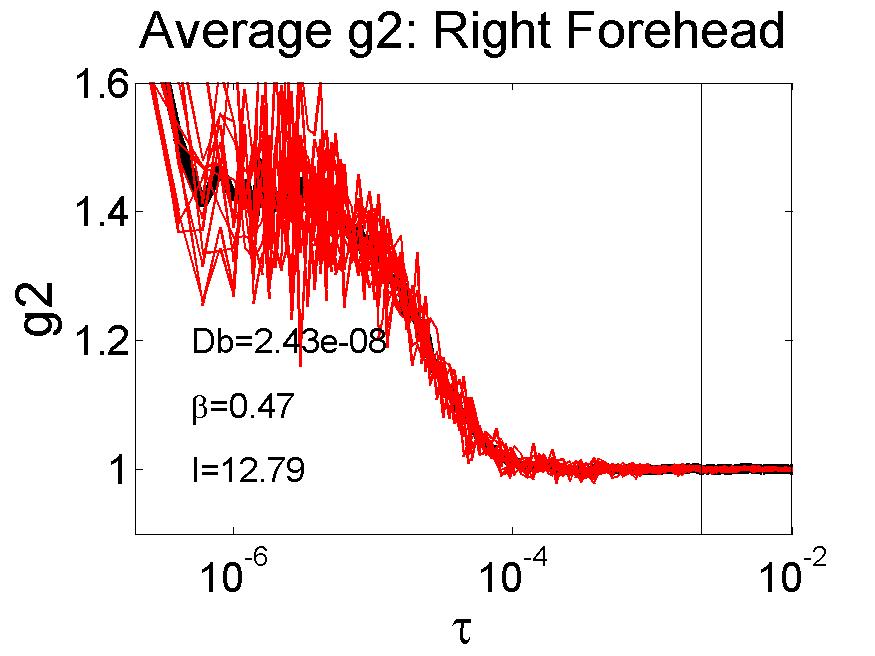 Average g2: Right Forehead
1.6
1.4
1.2
1
g2
Db=2.43e-08
β=0.47
I=12.79
10-6
10-4
10-2
τ